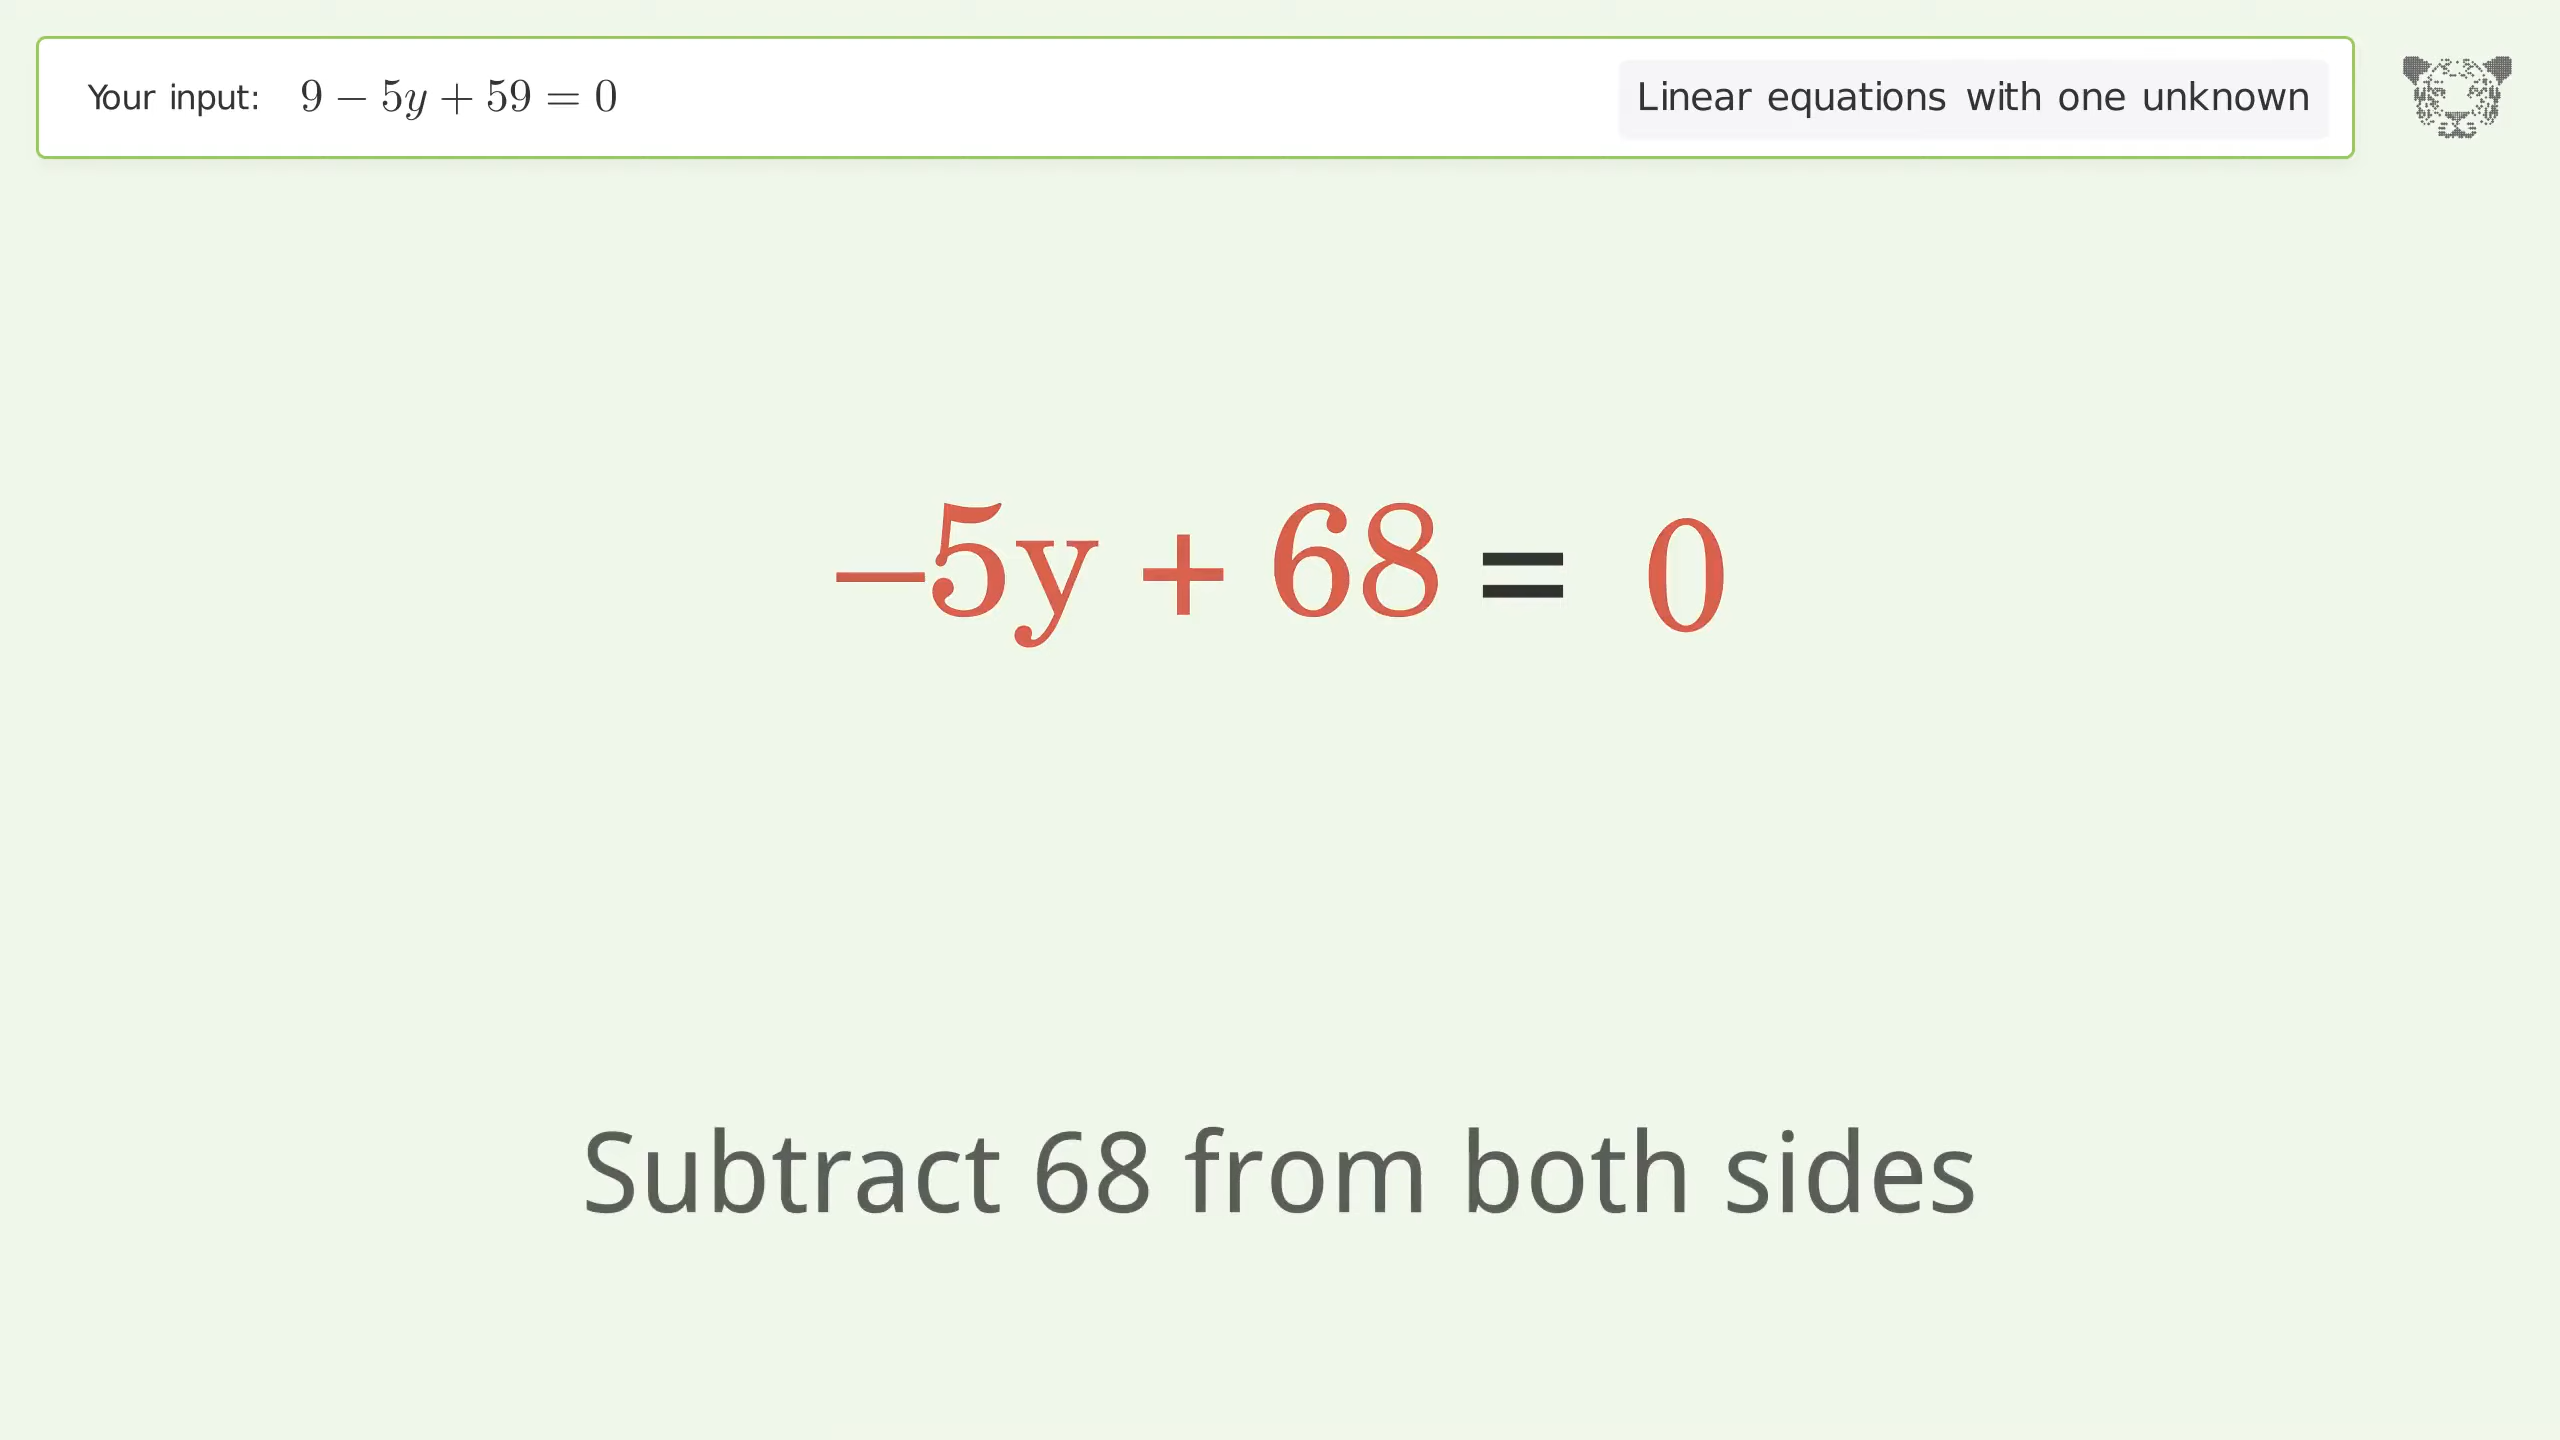 Your input: 9 − 5y + 59 = 0 Linear equations with one unknown
−5y + 68 = 0
Subtract 68 from both sides